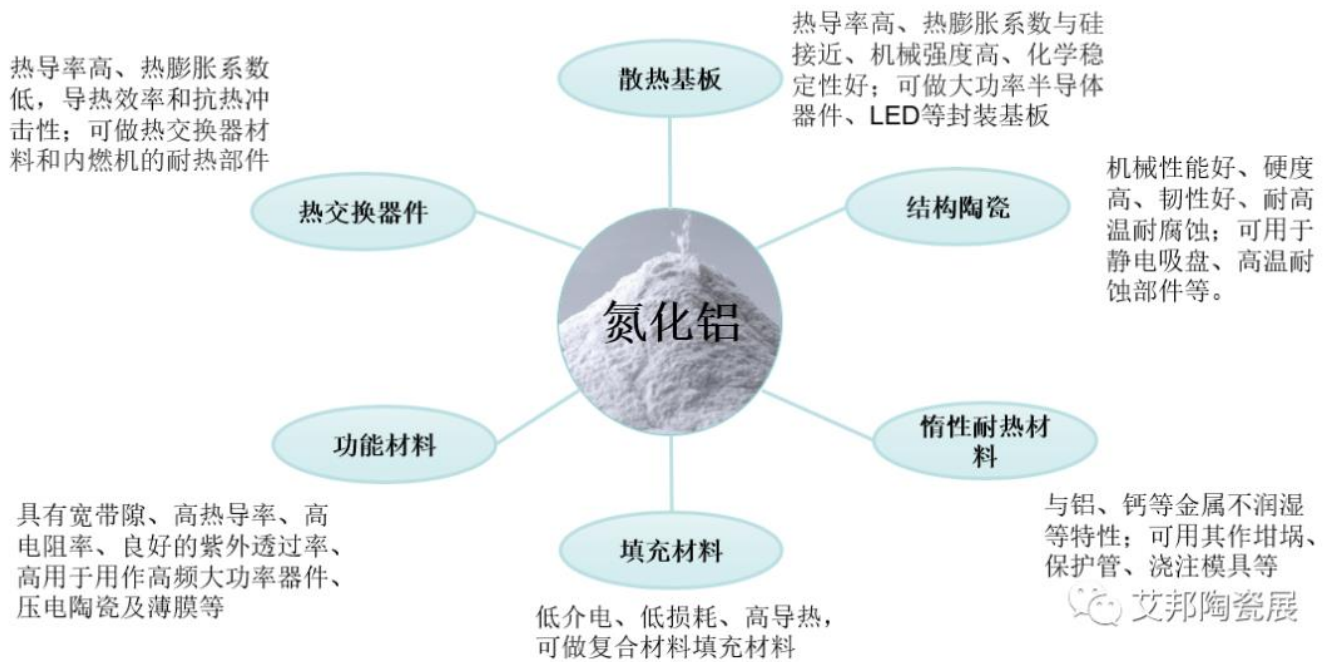 散热基板
热导率高、热膨胀系数与硅
接近、机械强度高、化学稳
定性好；可做大功率半导体
器件、LED等封装基板
热导率高、热膨胀系数
低，导热效率和抗热冲
击性；可做热交换器材
料和内燃机的耐热部件
热交换器件
结构陶瓷
机械性能好、硬度
高、韧性好、耐高
温耐腐蚀；可用于
静电吸盘、高温耐
蚀部件等。
氮化铝
功能材料
具有宽带隙、高热导率、高
电阻率、良好的紫外透过率、
高用于用作高频大功率器件、
压电陶瓷及薄膜等
惰性耐热材
料
与铝、钙等金属不润湿
等特性；可用其作坩埚、
保护管、浇注模具等
填充材料
低介电、低损耗、高导热，
可做复合材料填充材料
艾邦陶瓷展